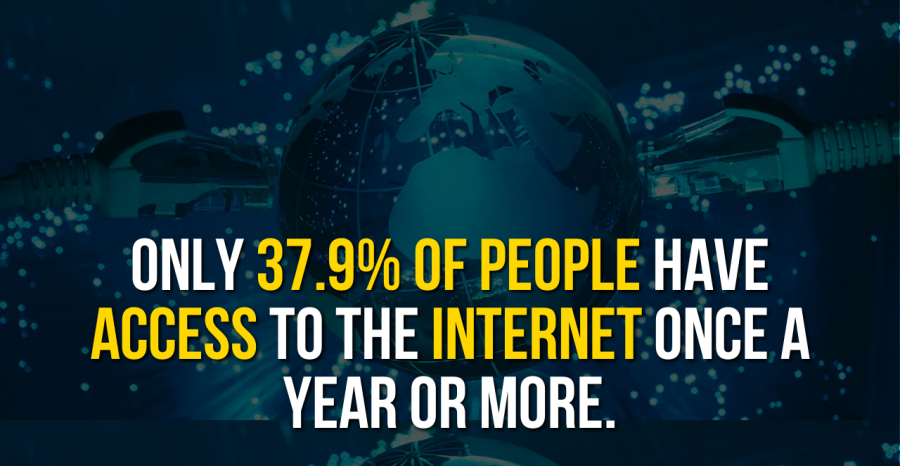 ONLY 37.9% OF PEOPLE HAVE
ACCESS TO THE INTERNET ONCE A
YEAR OR MORE.